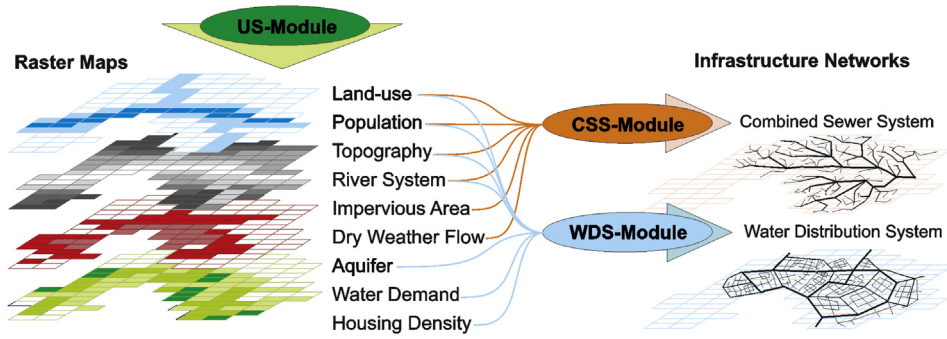 US-Module
Raster Maps
Infrastructure Networks
Land-use
Population
Topography
River System
Impervious Area
Dry Weather Flow
Aquifer
Water Demand
Housing Density
CSS-Module
WDS-Module
Combined Sewer System
Water Distribution System